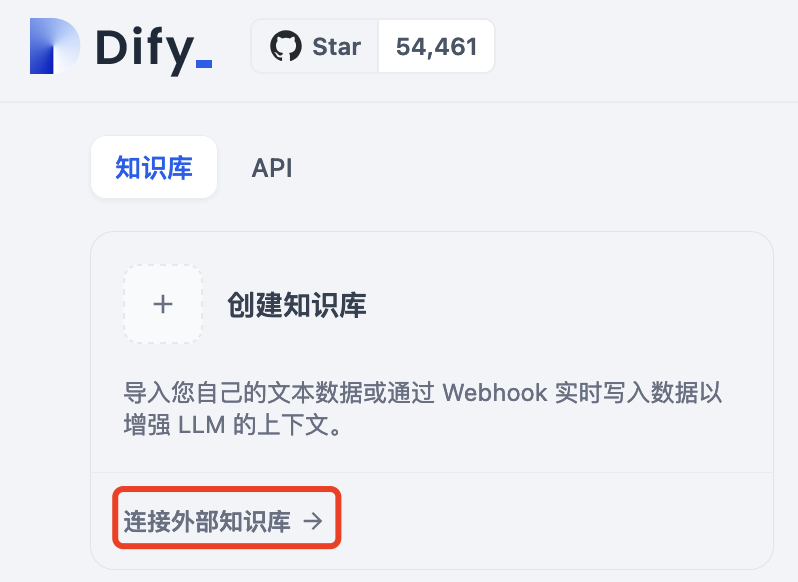 Dify_
Star 54,461
知识库 API
+ 创建知识库
导入您自己的文本数据或通过 Webhook 实时写入数据以
增强 LLM 的上下文。
连接外部知识库 →